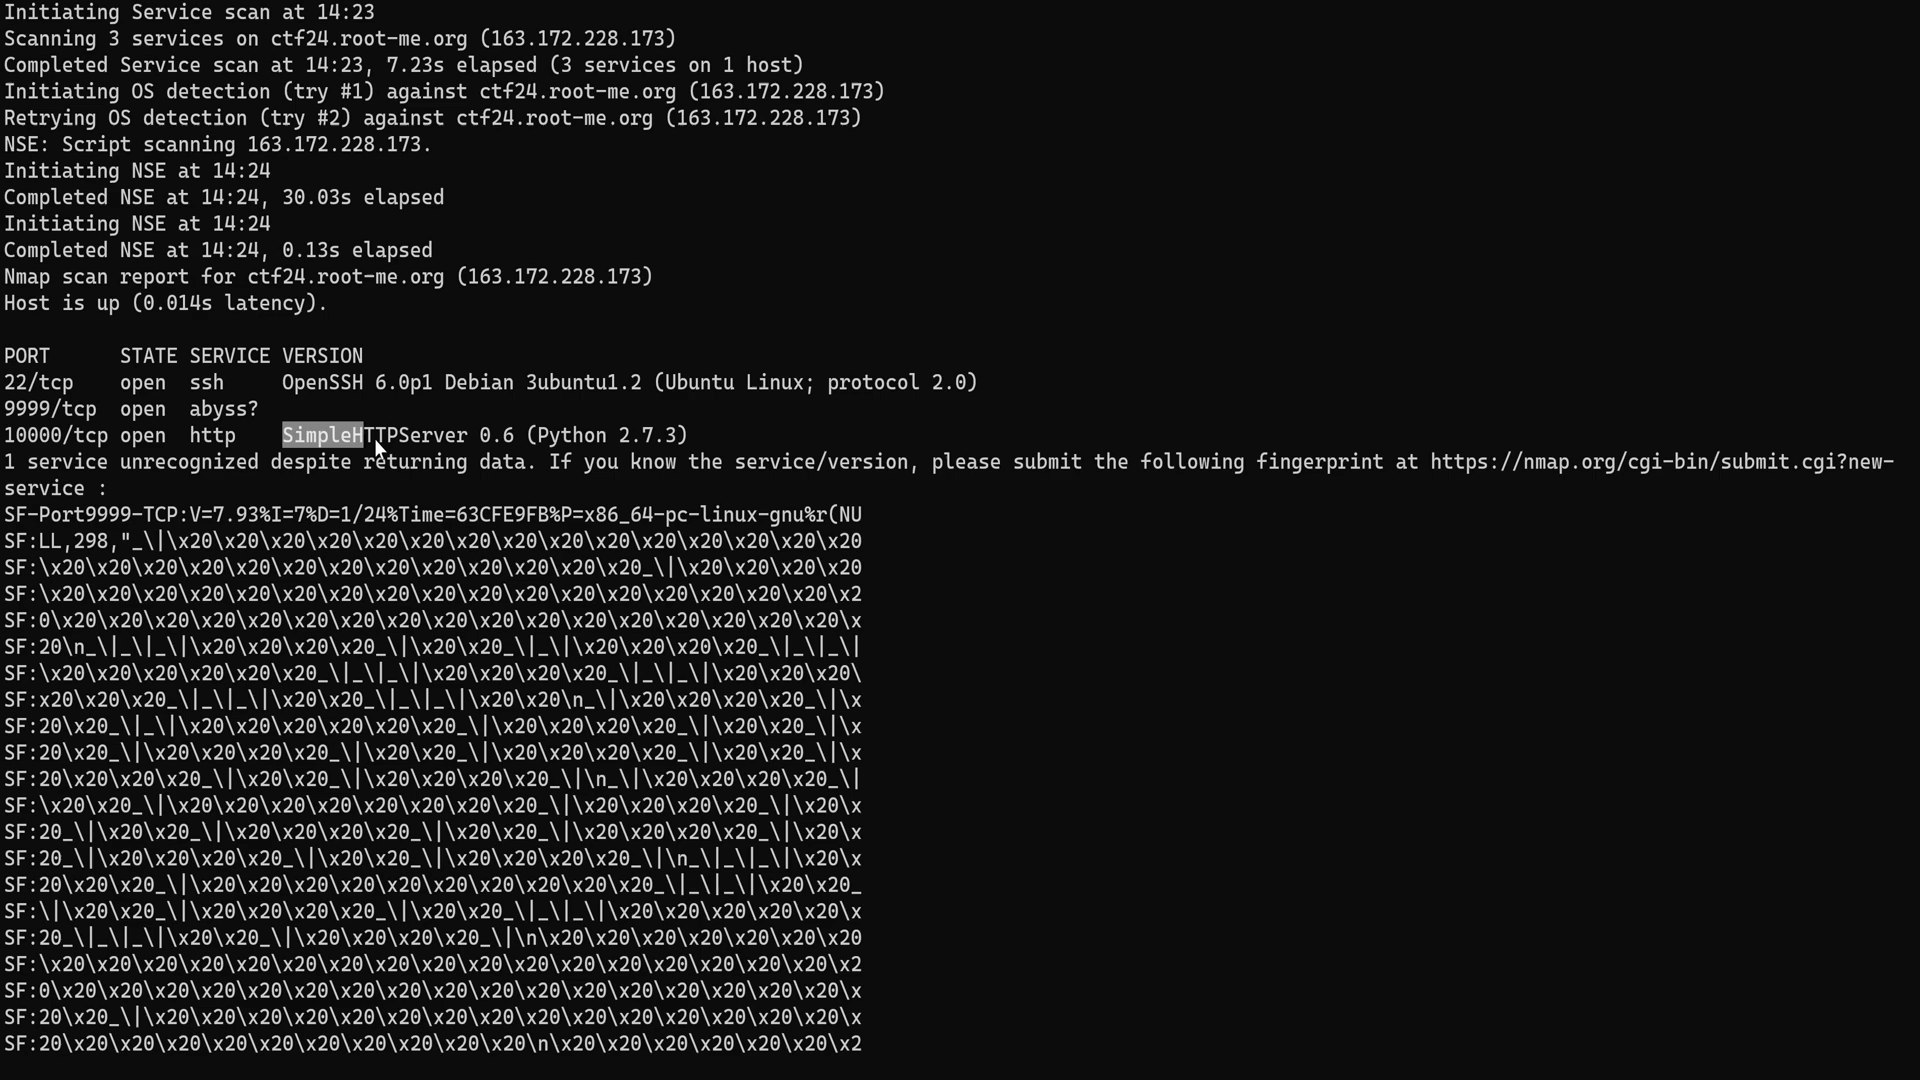 Initiating Service scan at 14:23
Scanning 3 services on ctf24.root-me.org (163.172.228.173)
Completed Service scan at 14:23, 7.23s elapsed (3 services on 1 host)
Initiating OS detection (try #1) against ctf24.root-me.org (163.172.228.173)
Retrying OS detection (try #2) against ctf24.root-me.org (163.172.228.173)
NSE: Script scanning 163.172.228.173.
Initiating NSE at 14:24
Completed NSE at 14:24, 30.03s elapsed
Initiating NSE at 14:24
Completed NSE at 14:24, 0.13s elapsed
Nmap scan report for ctf24.root-me.org (163.172.228.173)
Host is up (0.014s latency).
PORT      STATE SERVICE VERSION
22/tcp    open  ssh     OpenSSH 6.0p1 Debian 3ubuntu1.2 (Ubuntu Linux; protocol 2.0)
9999/tcp  open  abyss?
10000/tcp open  http    SimpleHTTPServer 0.6 (Python 2.7.3)
1 service unrecognized despite returning data. If you know the service/version, please submit the following fingerprint at https://nmap.org/cgi-bin/submit.cgi?new-
service :
SF-Port9999-TCP:V=7.93%I=7%D=1/24%Time=63CFE9FB%P=x86_64-pc-linux-gnu%r(NU
SF:LL,298,"_\|\x20\x20\x20\x20\x20\x20\x20\x20\x20\x20\x20\x20\x20\x20\x20
SF:\x20\x20\x20\x20\x20\x20\x20\x20\x20\x20\x20\x20\x20_\|\x20\x20\x20\x20
SF:\x20\x20\x20\x20\x20\x20\x20\x20\x20\x20\x20\x20\x20\x20\x20\x20\x20\x2
SF:0\x20\x20\x20\x20\x20\x20\x20\x20\x20\x20\x20\x20\x20\x20\x20\x20\x20\x
SF:20\n_\|_\|_\|\x20\x20\x20\x20_\|\x20\x20_\|_\|\x20\x20\x20\x20_\|_\|_\|
SF:\x20\x20\x20\x20\x20\x20_\|_\|_\|\x20\x20\x20\x20_\|_\|_\|\x20\x20\x20\
SF:x20\x20\x20_\|_\|_\|\x20\x20_\|_\|_\|\x20\x20\n_\|\x20\x20\x20\x20_\|\x
SF:20\x20_\|_\|\x20\x20\x20\x20\x20\x20_\|\x20\x20\x20\x20_\|\x20\x20_\|\x
SF:20\x20_\|\x20\x20\x20\x20_\|\x20\x20_\|\x20\x20\x20\x20_\|\x20\x20_\|\x
SF:20\x20\x20\x20_\|\x20\x20_\|\x20\x20\x20\x20_\|\n_\|\x20\x20\x20\x20_\|
SF:\x20\x20_\|\x20\x20\x20\x20\x20\x20\x20\x20_\|\x20\x20\x20\x20_\|\x20\x
SF:20_\|\x20\x20_\|\x20\x20\x20\x20_\|\x20\x20_\|\x20\x20\x20\x20_\|\x20\x
SF:20_\|\x20\x20\x20\x20_\|\x20\x20_\|\x20\x20\x20\x20_\|\n_\|_\|_\|\x20\x
SF:20\x20\x20_\|\x20\x20\x20\x20\x20\x20\x20\x20\x20\x20_\|_\|_\|\x20\x20_
SF:\|\x20\x20_\|\x20\x20\x20\x20_\|\x20\x20_\|_\|_\|\x20\x20\x20\x20\x20\x
SF:20_\|_\|_\|\x20\x20_\|\x20\x20\x20\x20_\|\n\x20\x20\x20\x20\x20\x20\x20
SF:\x20\x20\x20\x20\x20\x20\x20\x20\x20\x20\x20\x20\x20\x20\x20\x20\x20\x2
SF:0\x20\x20\x20\x20\x20\x20\x20\x20\x20\x20\x20\x20\x20\x20\x20\x20\x20\x
SF:20\x20_\|\x20\x20\x20\x20\x20\x20\x20\x20\x20\x20\x20\x20\x20\x20\x20\x
SF:20\x20\x20\x20\x20\x20\x20\x20\x20\x20\x20\n\x20\x20\x20\x20\x20\x20\x2